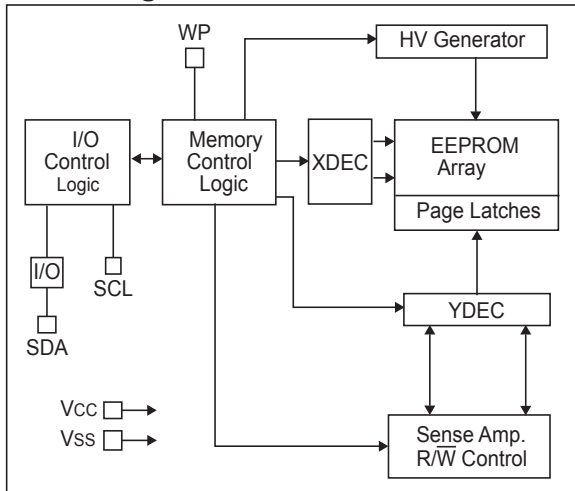 WP
HV Generator
I/O
Control
Logic
Memory
Control
Logic
XDEC
EEPROM
Array
Page Latches
I/O
SCL
SDA
YDEC
VCC
VSS
Sense Amp.
R/W̅ Control